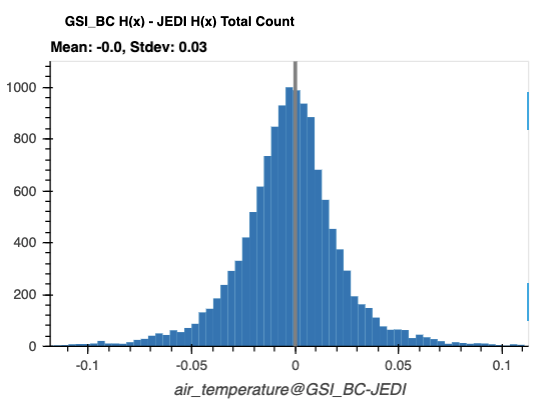 GSI_BC H(x) - JEDI H(x) Total Count
Mean: -0.0, Stdev: 0.03
1000
800
600
400
200
0
-0.1 -0.05 0 0.05 0.1
air_temperature@GSI_BC-JEDI